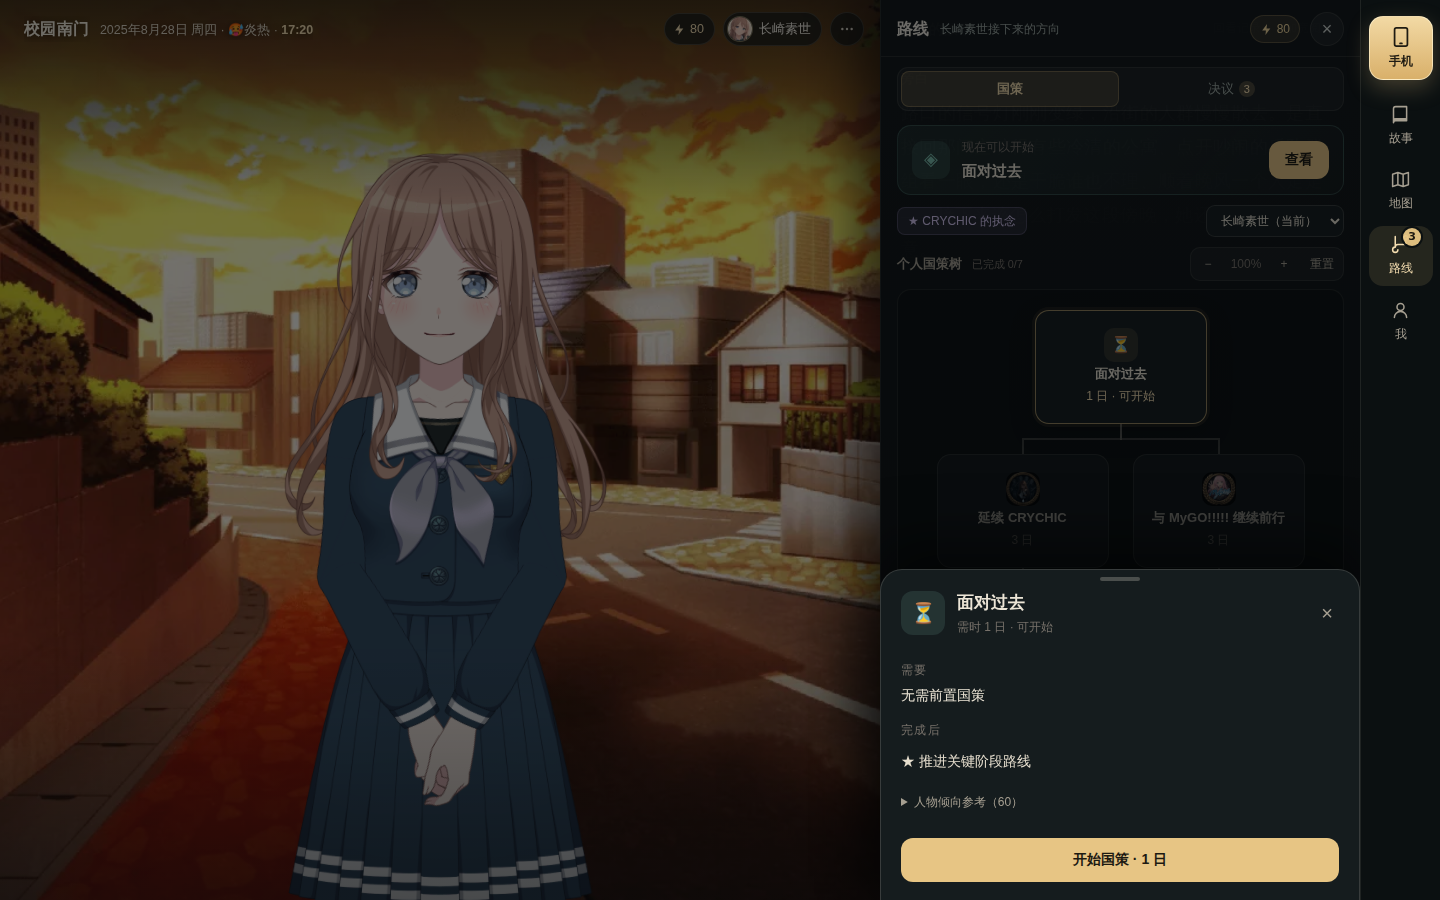 校园南门 2025年8月28日 周四 · 🥵炎热 · 17:20
80 长崎素世 ···
路线 长崎素世接下来的方向 80 ×
国策 决议 3
现在可以开始
面对过去
查看
★ CRYCHIC 的执念 长崎素世（当前）
个人国策树 已完成 0/7 − 100% + 重置
面对过去
1 日 · 可开始
延续 CRYCHIC
3 日
与 MyGO!!!!! 继续前行
3 日
面对过去
需时 1 日 · 可开始
×
需要
无需前置国策
完成后
★ 推进关键阶段路线
▶ 人物倾向参考（60）
开始国策 · 1 日
手机
故事
地图
3
路线
我